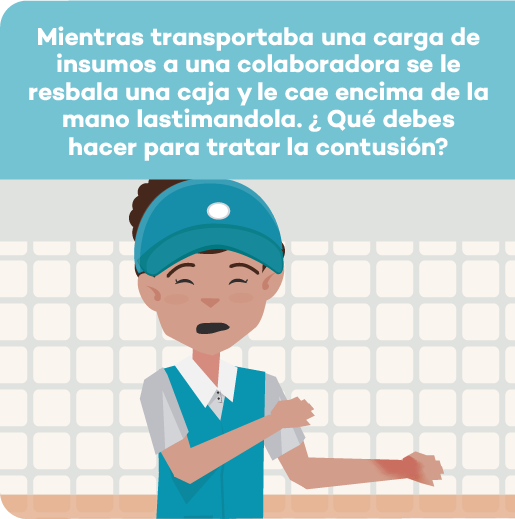 Mientras transportaba una carga de
insumos a una colaboradora se le
resbala una caja y le cae encima de la
mano lastimandola. ¿ Qué debes
hacer para tratar la contusión?